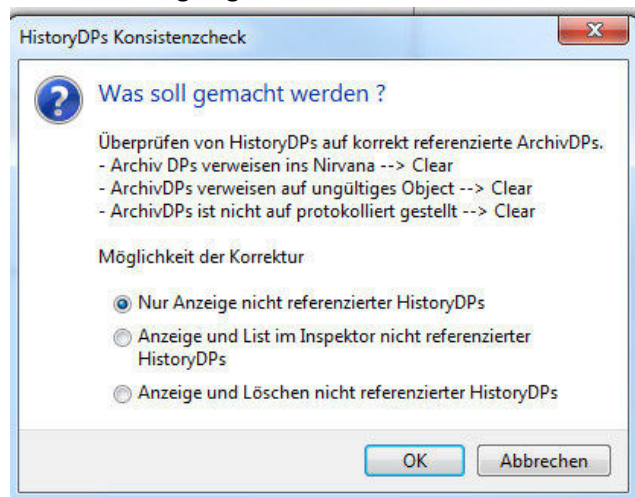 HistoryDPs Konsistenzcheck
Was soll gemacht werden ?
Überprüfen von HistoryDPs auf korrekt referenzierte ArchivDPs.
- Archiv DPs verweisen ins Nirvana --> Clear
- ArchivDPs verweisen auf ungültiges Object --> Clear
- ArchivDPs ist nicht auf protokolliert gestellt --> Clear
Möglichkeit der Korrektur
Nur Anzeige nicht referenzierter HistoryDPs
Anzeige und List im Inspektor nicht referenzierter
HistoryDPs
Anzeige und Löschen nicht referenzierter HistoryDPs
OK Abbrechen